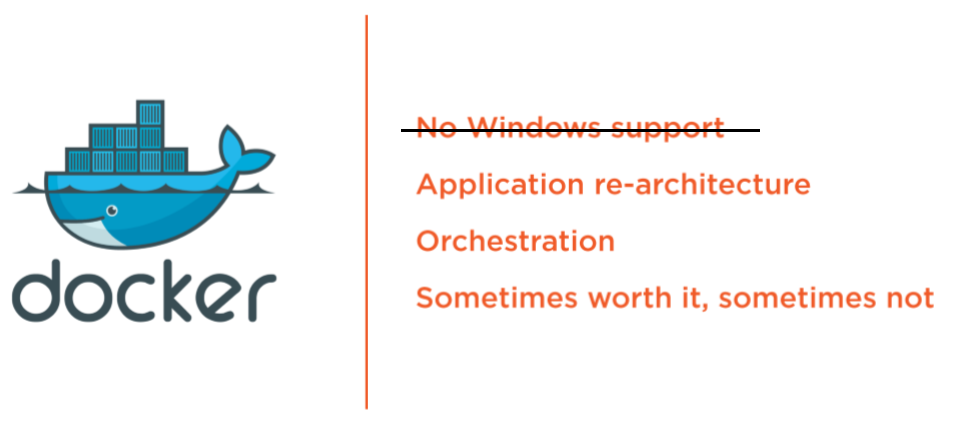 docker
No Windows support
Application re-architecture
Orchestration
Sometimes worth it, sometimes not